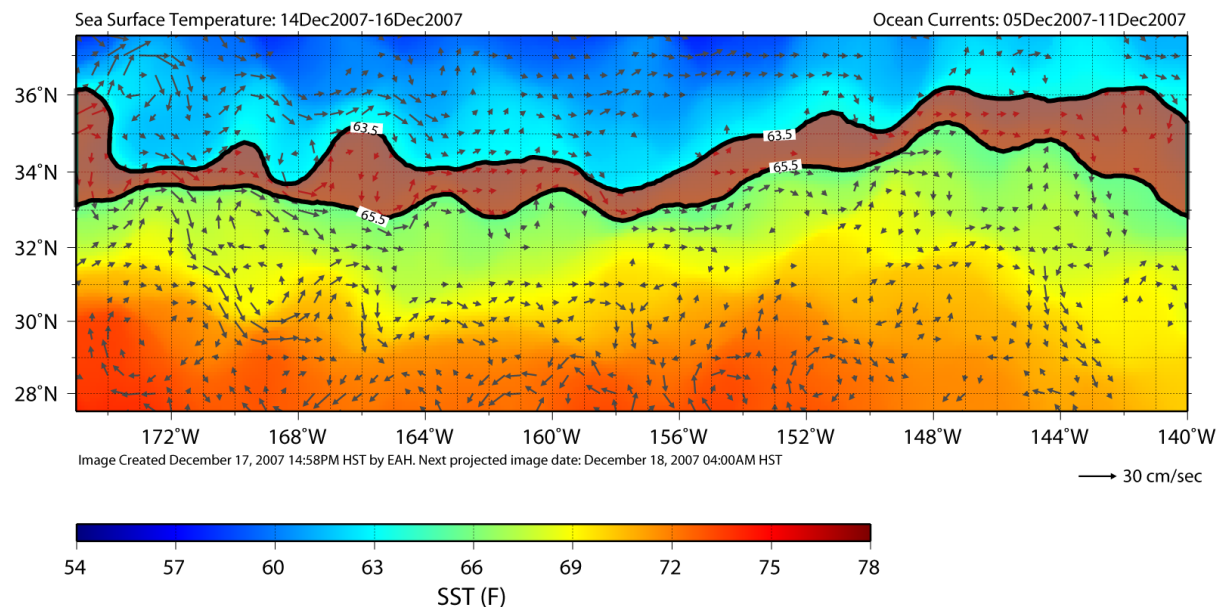 Sea Surface Temperature: 14Dec2007-16Dec2007 Ocean Currents: 05Dec2007-11Dec2007
36°N
63.5
63.5
34°N
65.5
65.5
32°N
30°N
28°N
172°W 168°W 164°W 160°W 156°W 152°W 148°W 144°W 140°W
Image Created December 17, 2007 14:58PM HST by EAH. Next projected image date: December 18, 2007 04:00AM HST
30 cm/sec
54 57 60 63 66 69 72 75 78
SST (F)